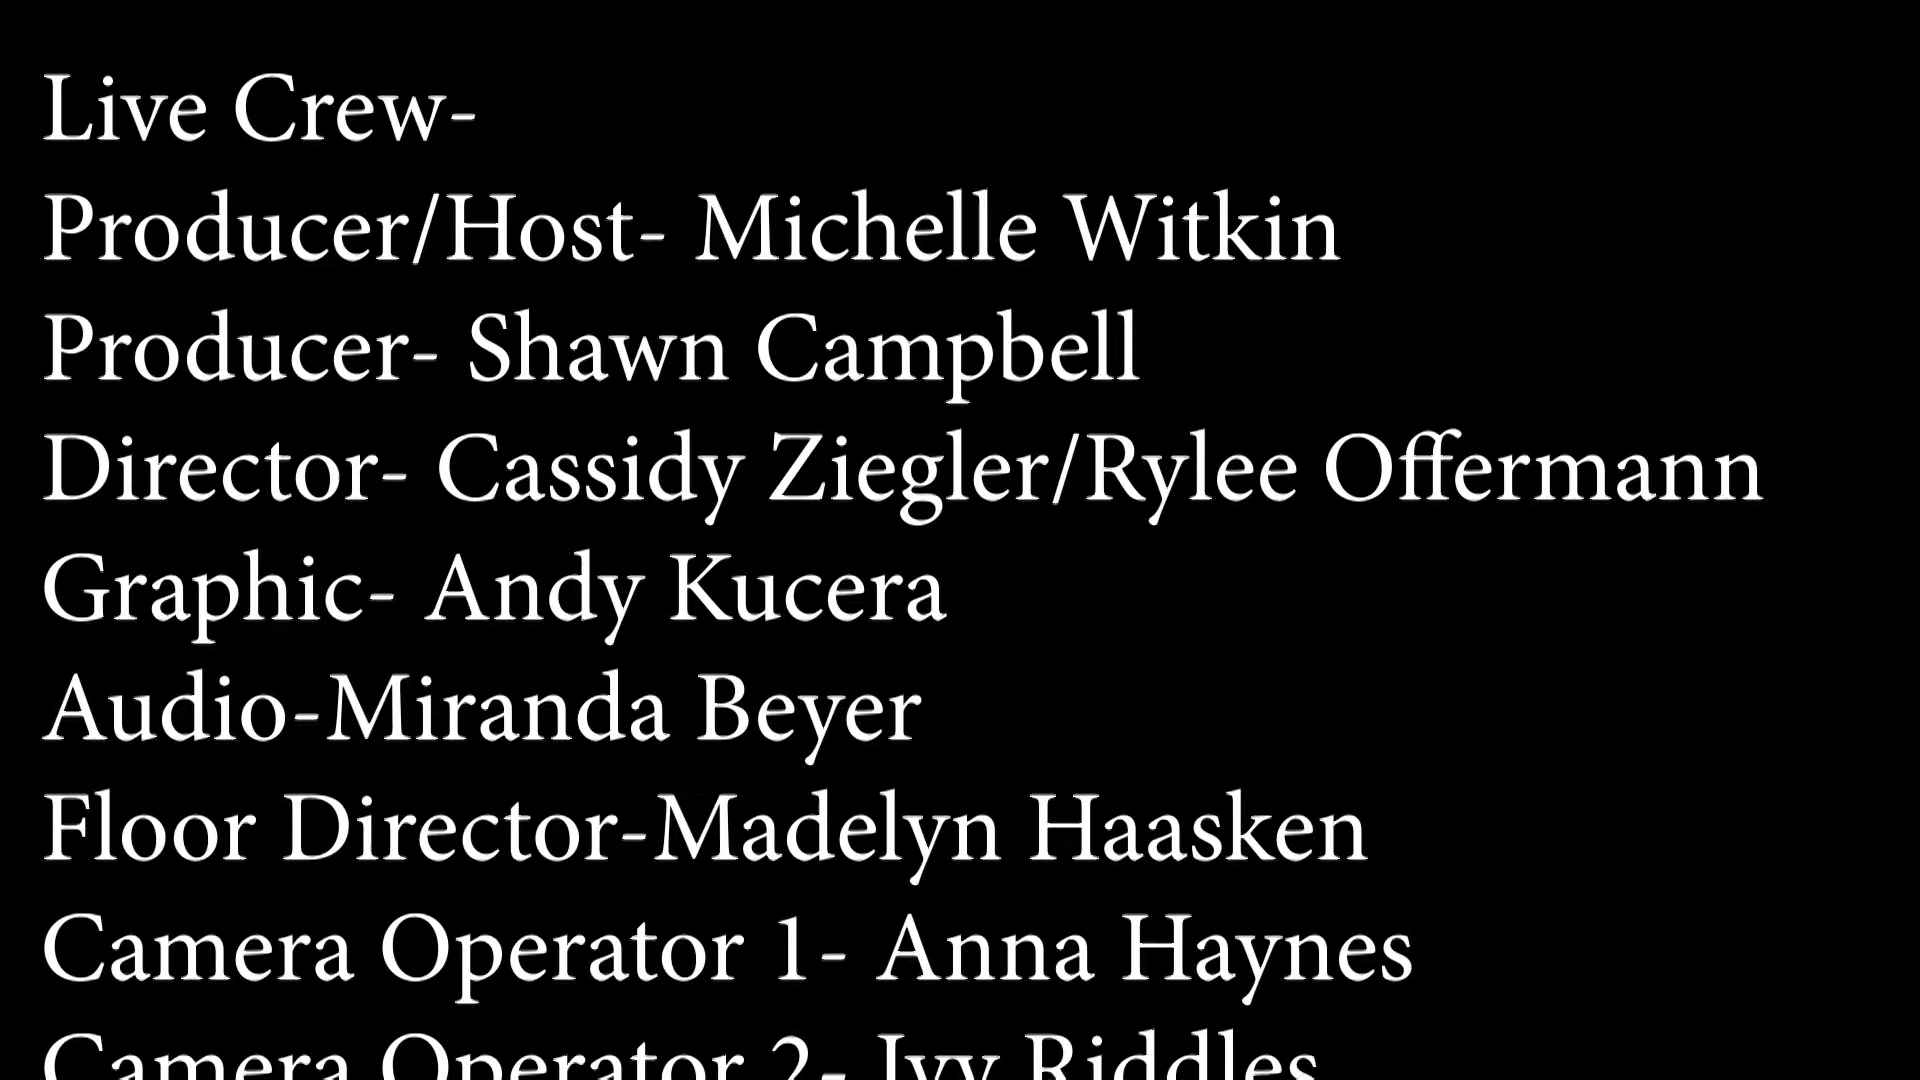 Live Crew-
Producer/Host- Michelle Witkin
Producer- Shawn Campbell
Director- Cassidy Ziegler/Rylee Offermann
Graphic- Andy Kucera
Audio-Miranda Beyer
Floor Director-Madelyn Haasken
Camera Operator 1- Anna Haynes
Camera Operator 2- Ivy Riddles